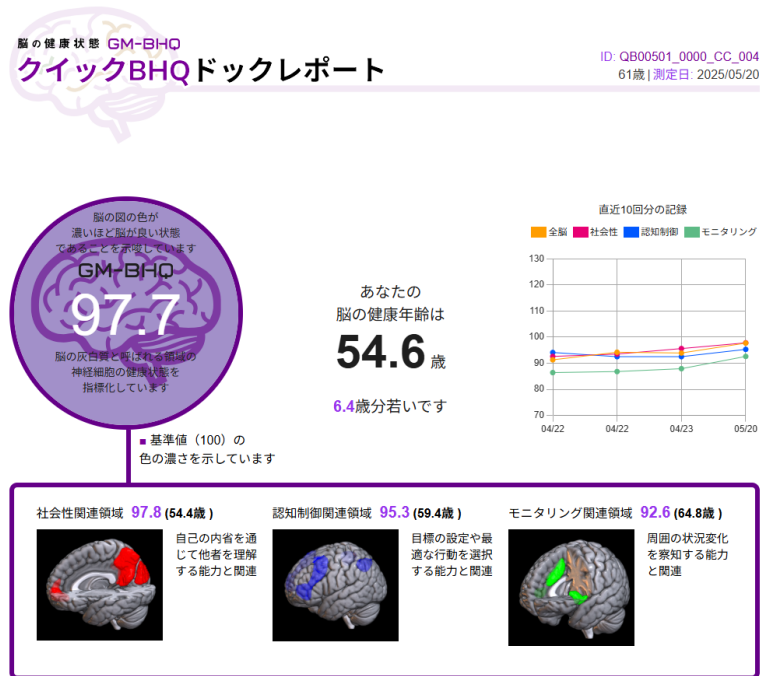 脳の健康状態 GM-BHQ
クイックBHQドックレポート
ID: QB00501_0000_CC_004
61歳 | 測定日: 2025/05/20
脳の図の色が
濃いほど脳が良い状態
であることを示唆しています
GM-BHQ
97.7
脳の灰白質と呼ばれる領域の
神経細胞の健康状態を
指標化しています
■ 基準値（100）の
色の濃さを示しています
あなたの
脳の健康年齢は
54.6 歳
6.4歳分若いです
直近10回分の記録
全脳 社会性 認知制御 モニタリング
130
120
110
100
90
80
70
04/22 04/22 04/23 05/20
社会性関連領域 97.8 (54.4歳 )
自己の内省を通
じて他者を理解
する能力と関連
認知制御関連領域 95.3 (59.4歳 )
目標の設定や最
適な行動を選択
する能力と関連
モニタリング関連領域 92.6 (64.8歳 )
周囲の状況変化
を察知する能力
と関連